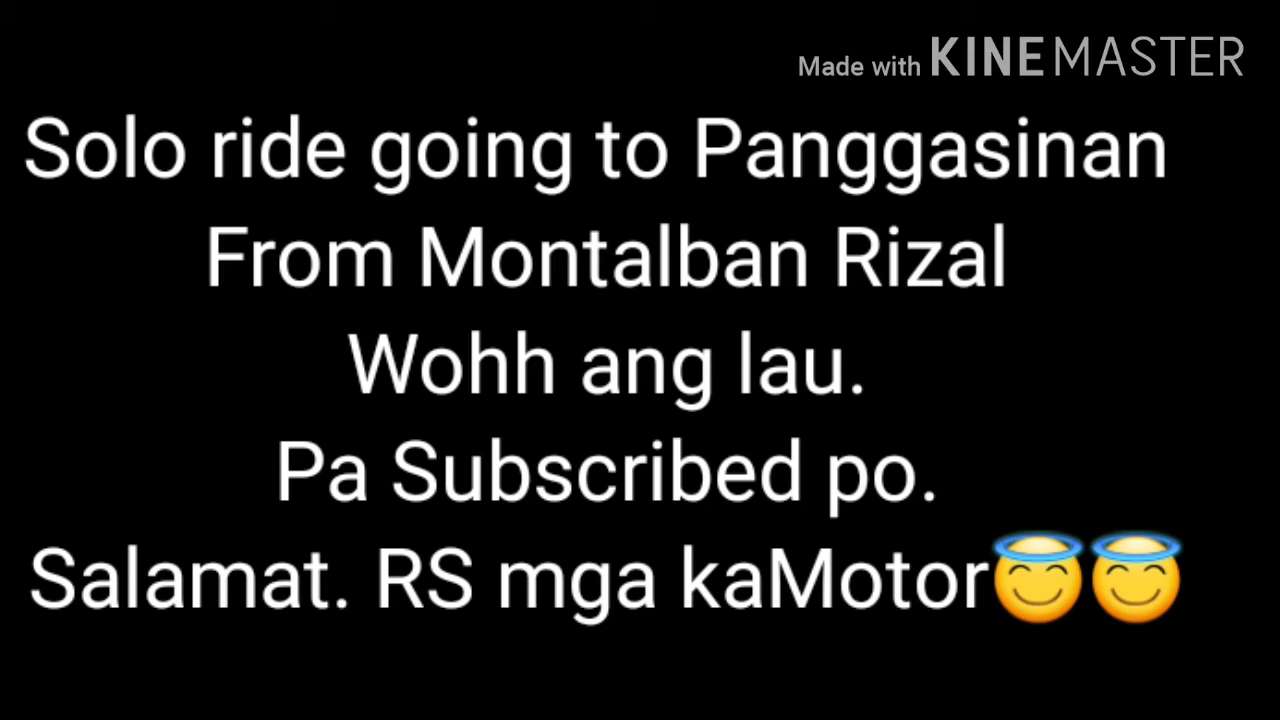 Made with KINEMASTER
Solo ride going to Panggasinan
From Montalban Rizal
Wohh ang lau.
Pa Subscribed po.
Salamat. RS mga kaMotor😇😇